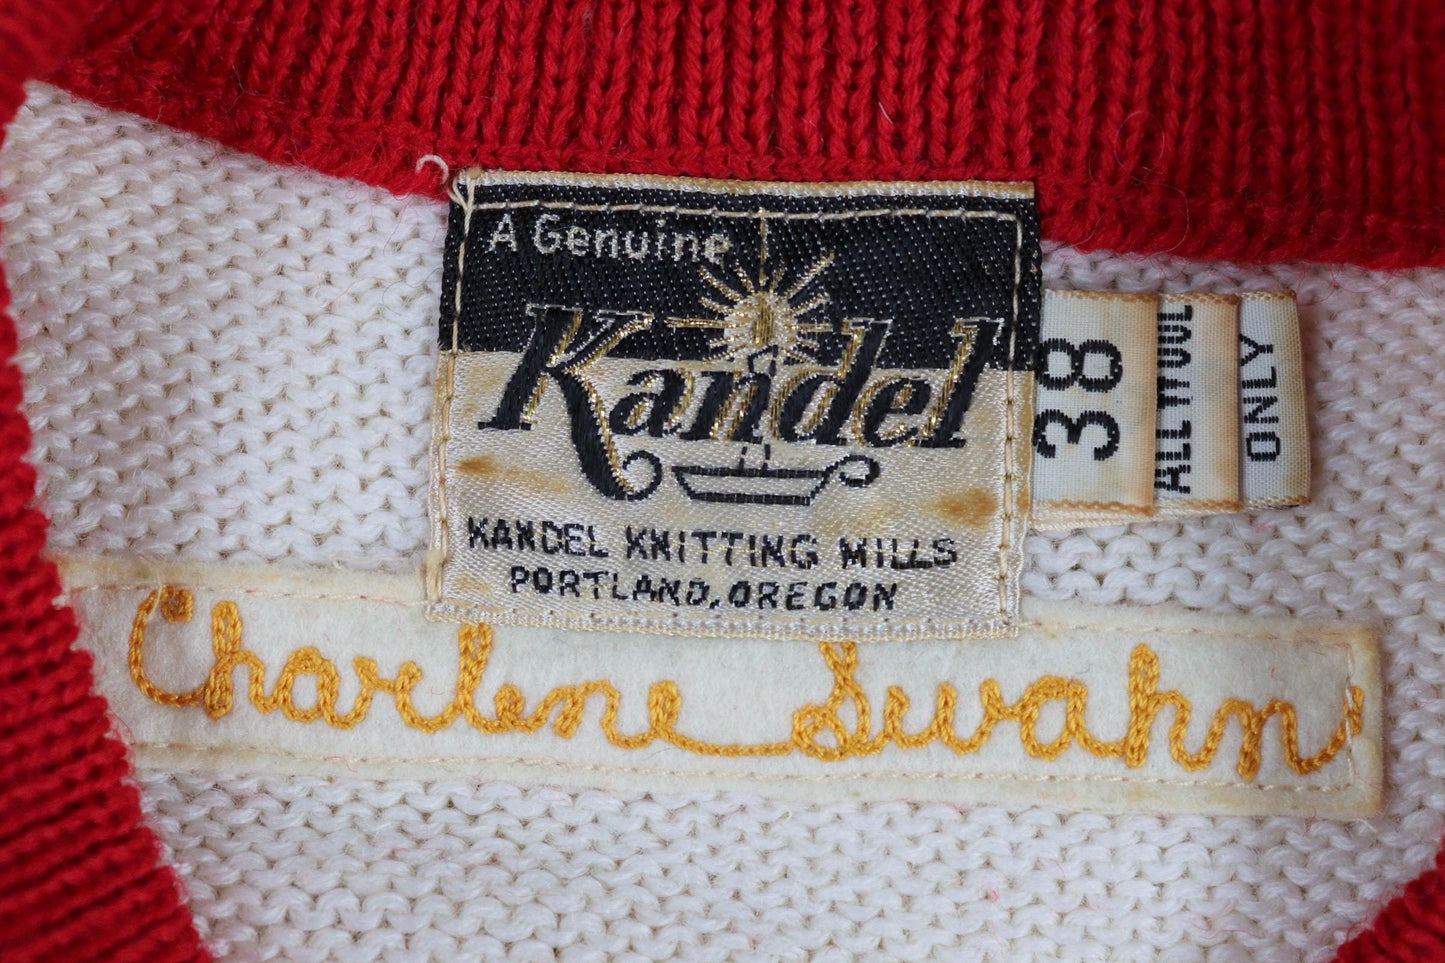 A Genuine
Kandel
KANDEL KNITTING MILLS
PORTLAND, OREGON
38
ALL WOOL
ONLY
Charlene Swahn